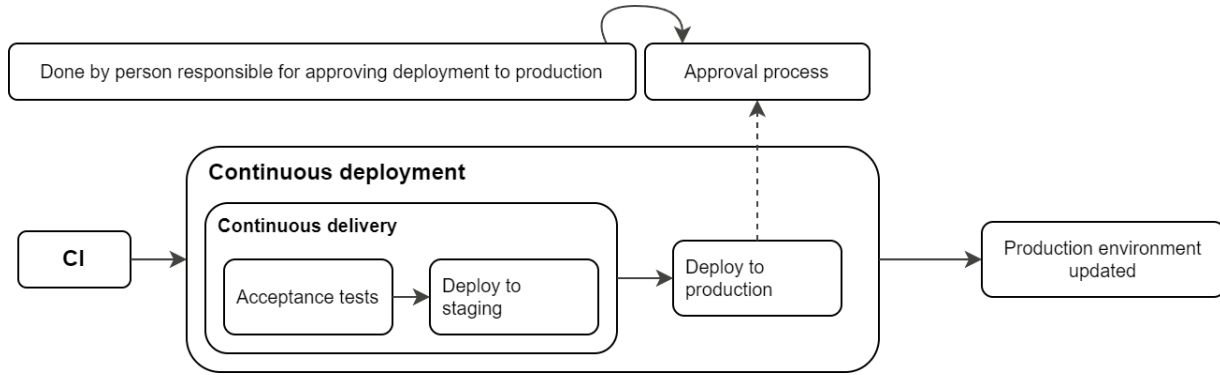 Done by person responsible for approving deployment to production
Approval process
Continuous deployment
Continuous delivery
CI
Acceptance tests
Deploy to
staging
Deploy to
production
Production environment
updated